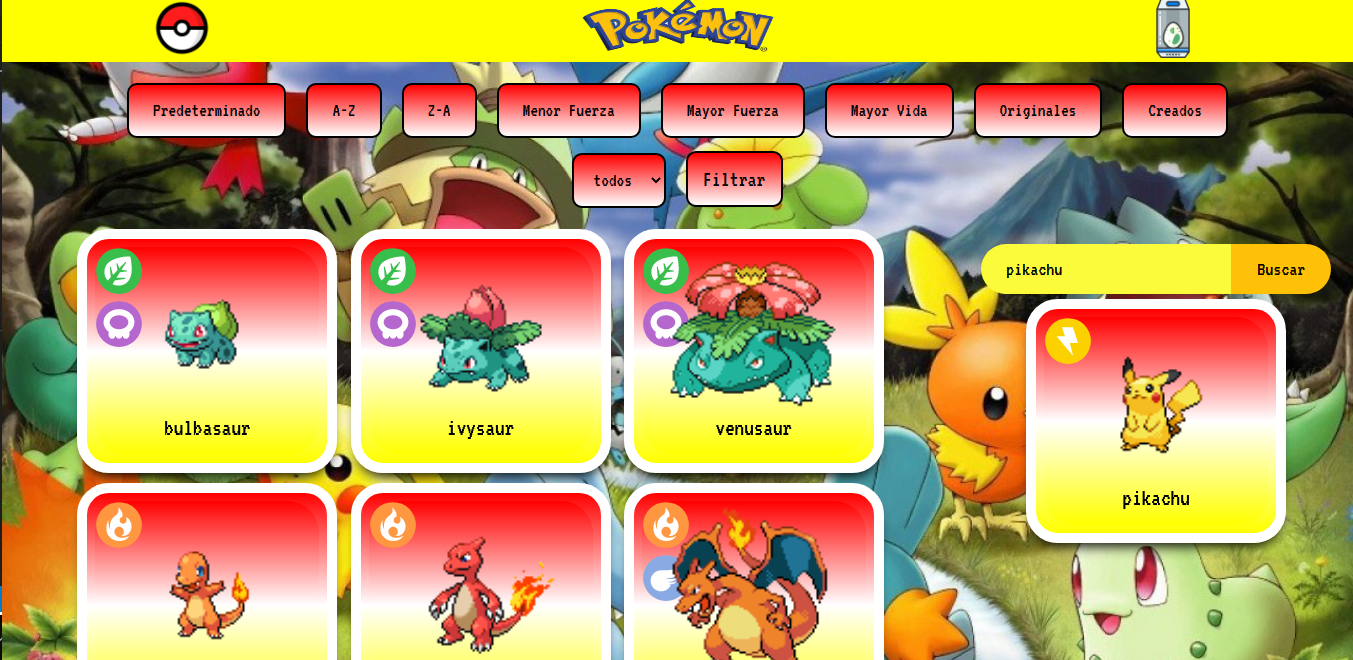 POKéMON
Predeterminado A-Z Z-A Menor Fuerza Mayor Fuerza Mayor Vida Originales Creados
todos Filtrar
pikachu Buscar
bulbasaur ivysaur venusaur
pikachu